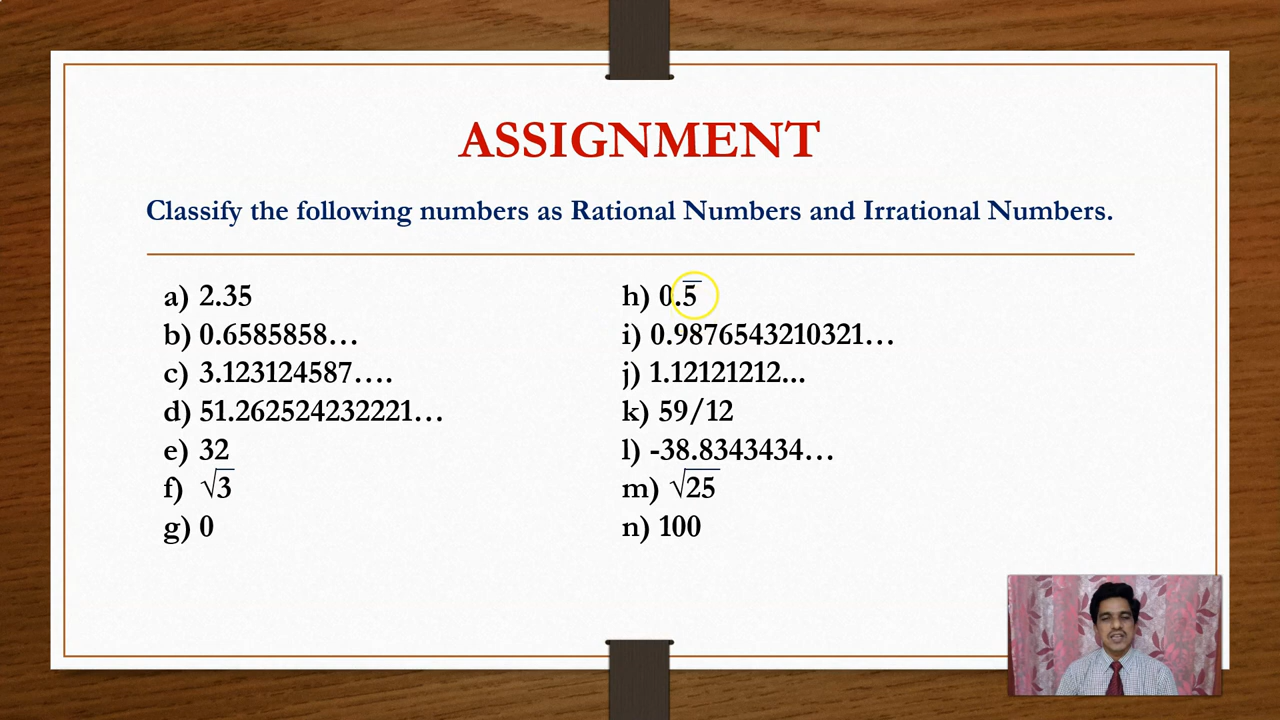 ASSIGNMENT
Classify the following numbers as Rational Numbers and Irrational Numbers.
a) 2.35
b) 0.6585858…
c) 3.123124587….
d) 51.262524232221…
e) 32
f) √3
g) 0
h) 0.5̅
i) 0.9876543210321…
j) 1.12121212...
k) 59/12
l) -38.8343434…
m) √25
n) 100